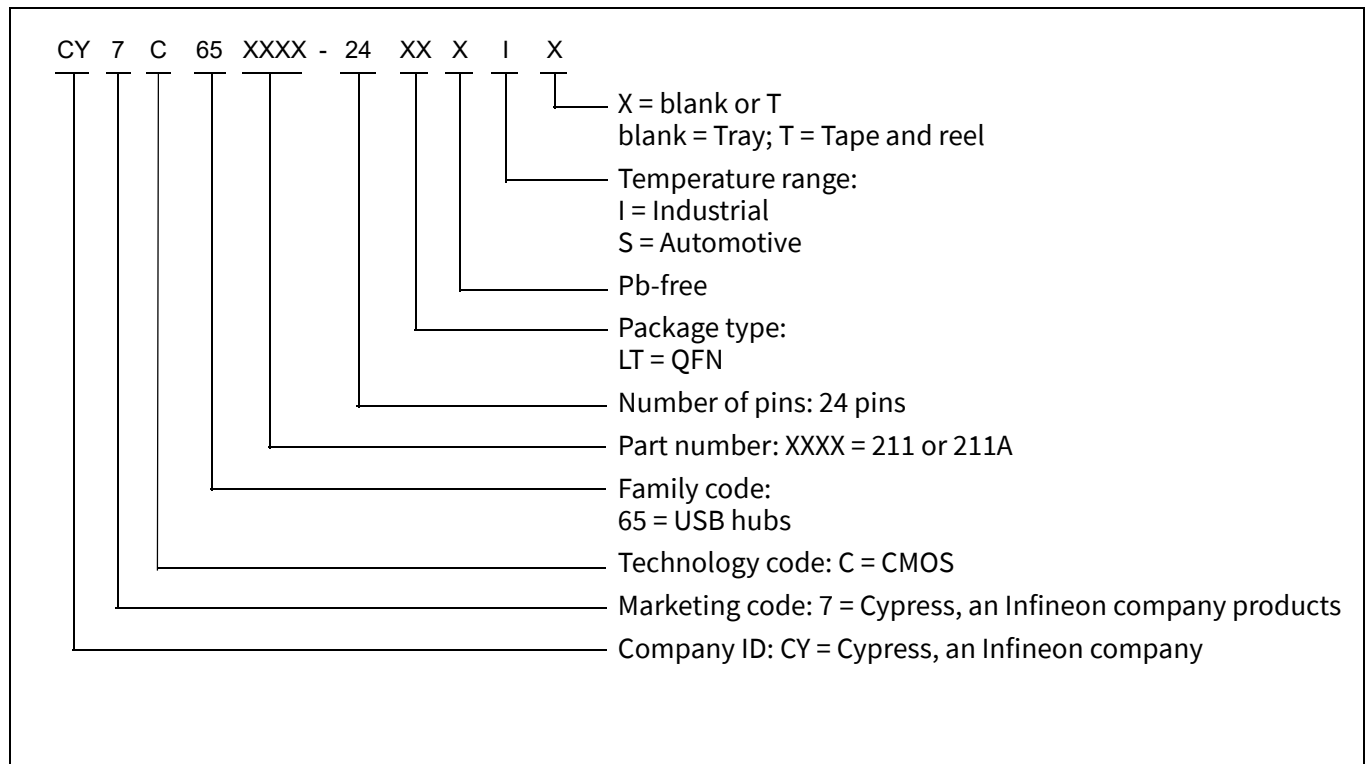 CY 7 C 65 XXXX - 24 XX X I X
X = blank or T
blank = Tray; T = Tape and reel
Temperature range:
I = Industrial
S = Automotive
Pb-free
Package type:
LT = QFN
Number of pins: 24 pins
Part number: XXXX = 211 or 211A
Family code:
65 = USB hubs
Technology code: C = CMOS
Marketing code: 7 = Cypress, an Infineon company products
Company ID: CY = Cypress, an Infineon company